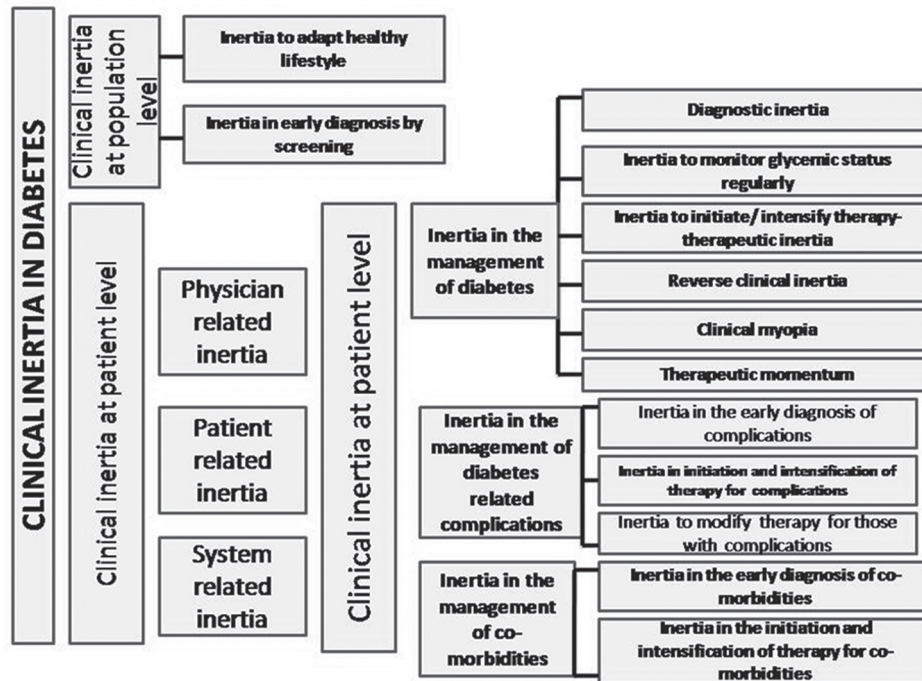 CLINICAL INERTIA IN DIABETES
Clinical inertia
at population
level
Inertia to adapt healthy
lifestyle
Inertia in early diagnosis by
screening
Clinical inertia at patient level
Physician
related
inertia
Patient
related
inertia
System
related
inertia
Clinical inertia at patient level
Inertia in the
management
of diabetes
Diagnostic inertia
Inertia to monitor glycemic status
regularly
Inertia to initiate/ intensify therapy-
therapeutic inertia
Reverse clinical inertia
Clinical myopia
Therapeutic momentum
Inertia in the
management of
diabetes
related
complications
Inertia in the early diagnosis of
complications
Inertia in initiation and intensification of
therapy for complications
Inertia to modify therapy for those
with complications
Inertia in the
management
of co-
morbidities
Inertia in the early diagnosis of co-
morbidities
Inertia in the initiation and
intensification of therapy for co-
morbidities